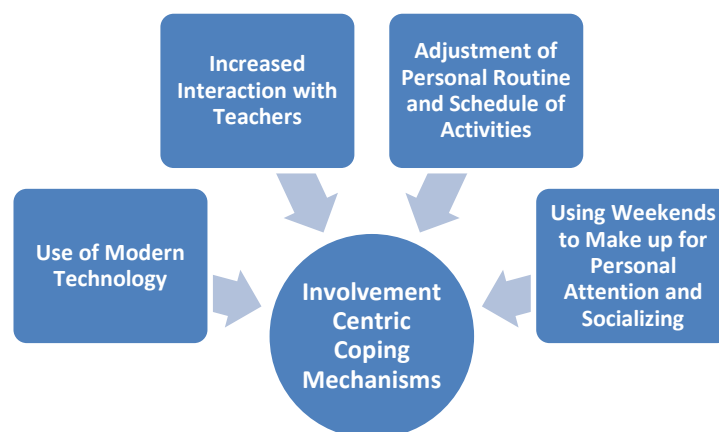 Increased
Interaction with
Teachers
Adjustment of
Personal Routine
and Schedule of
Activities
Use of Modern
Technology
Using Weekends
to Make up for
Personal
Attention and
Socializing
Involvement
Centric
Coping
Mechanisms